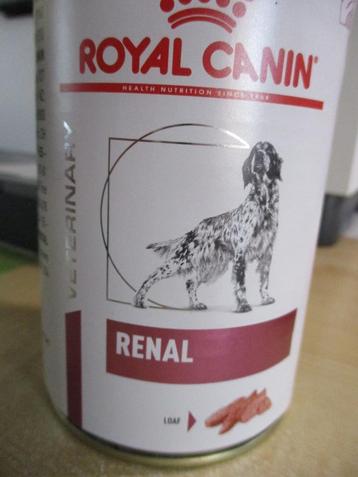 ROYAL CANIN
HEALTH NUTRITION SINCE 1968
VETERINARY
RENAL
LOAF